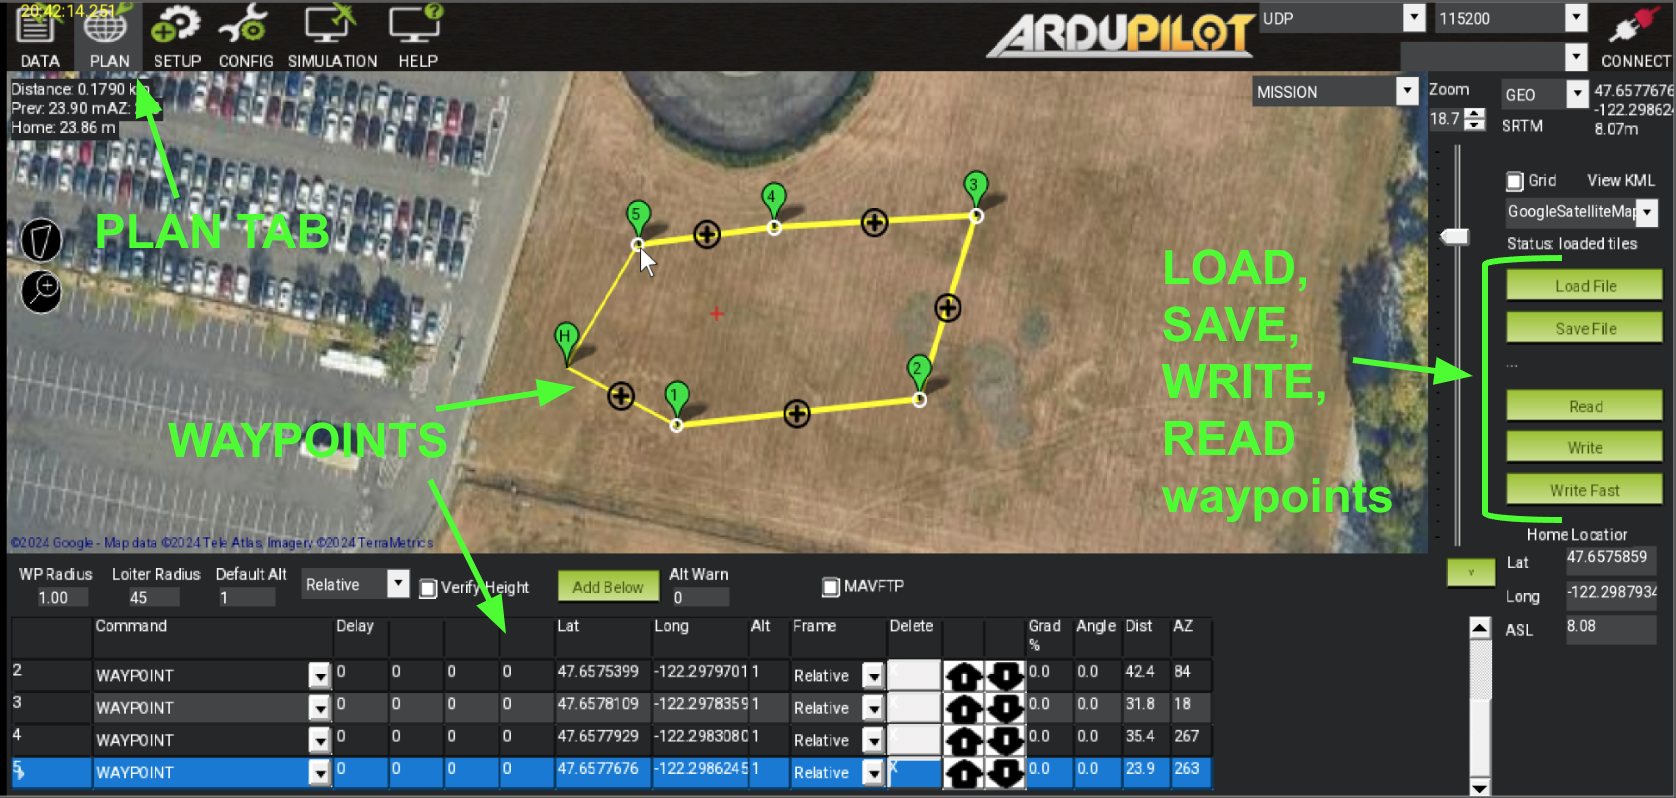 20:42:14.251
DATA PLAN SETUP CONFIG SIMULATION HELP
ARDUPILOT
UDP 115200
CONNECT
Distance: 0.1790 km
Prev: 23.90 m AZ:
Home: 23.86 m
PLAN TAB
MISSION
Zoom
18.7
GEO 47.6577676
-122.29862
SRTM 8.07m
Grid View KML
GoogleSatelliteMap
Status: loaded tiles
Load File
Save File
...
Read
Write
Write Fast
LOAD,
SAVE,
WRITE,
READ
waypoints
5 4 3
H 1 2
WAYPOINTS
©2024 Google - Map data ©2024 Tele Atlas, Imagery ©2024 TerraMetrics
Home Location
Lat 47.6575859
Long -122.2987934
ASL 8.08
WP Radius Loiter Radius Default Alt
1.00 45 1
Relative Verify Height Add Below
Alt Warn
0
MAVFTP
Command Delay Lat Long Alt Frame Delete Grad % Angle Dist AZ
2 WAYPOINT 0 0 0 0 47.6575399 -122.2979701 1 Relative X 0.0 0.0 42.4 84
3 WAYPOINT 0 0 0 0 47.6578109 -122.2978359 1 Relative X 0.0 0.0 31.8 18
4 WAYPOINT 0 0 0 0 47.6577929 -122.2983080 1 Relative X 0.0 0.0 35.4 267
5 WAYPOINT 0 0 0 0 47.6577676 -122.2986245 1 Relative X 0.0 0.0 23.9 263